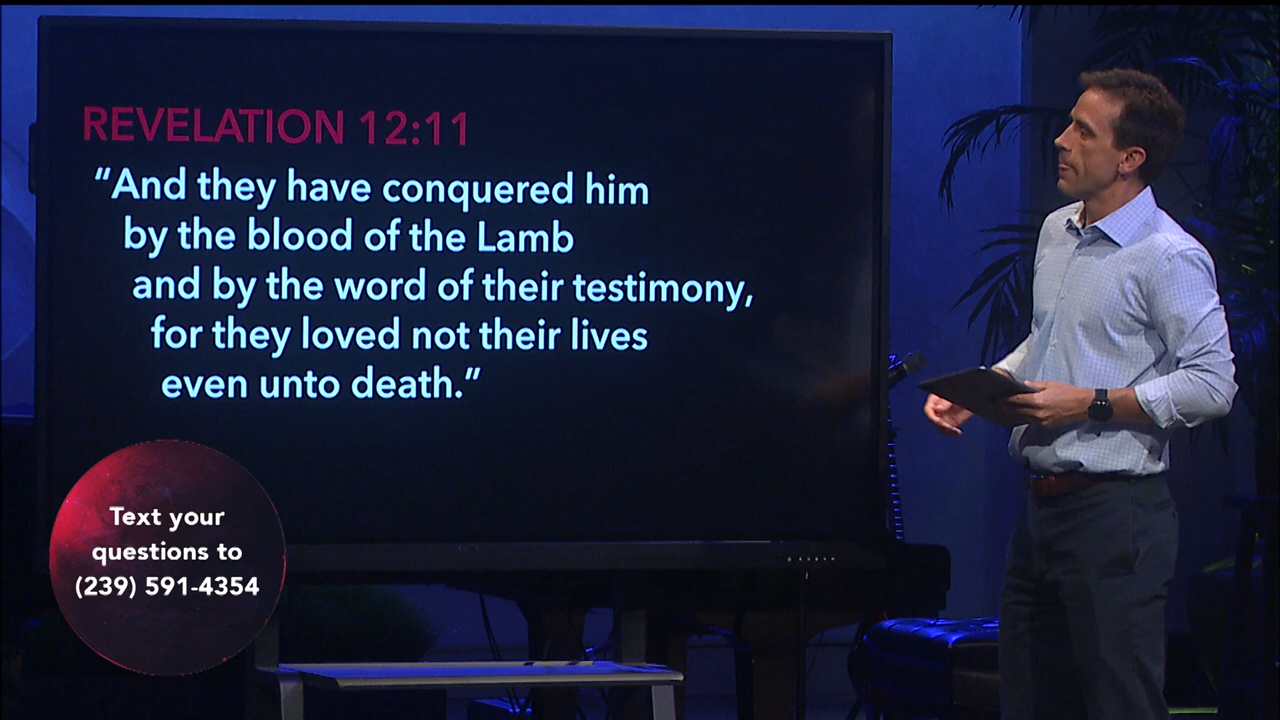 REVELATION 12:11
“And they have conquered him
by the blood of the Lamb
and by the word of their testimony,
for they loved not their lives
even unto death.”
Text your
questions to
(239) 591-4354